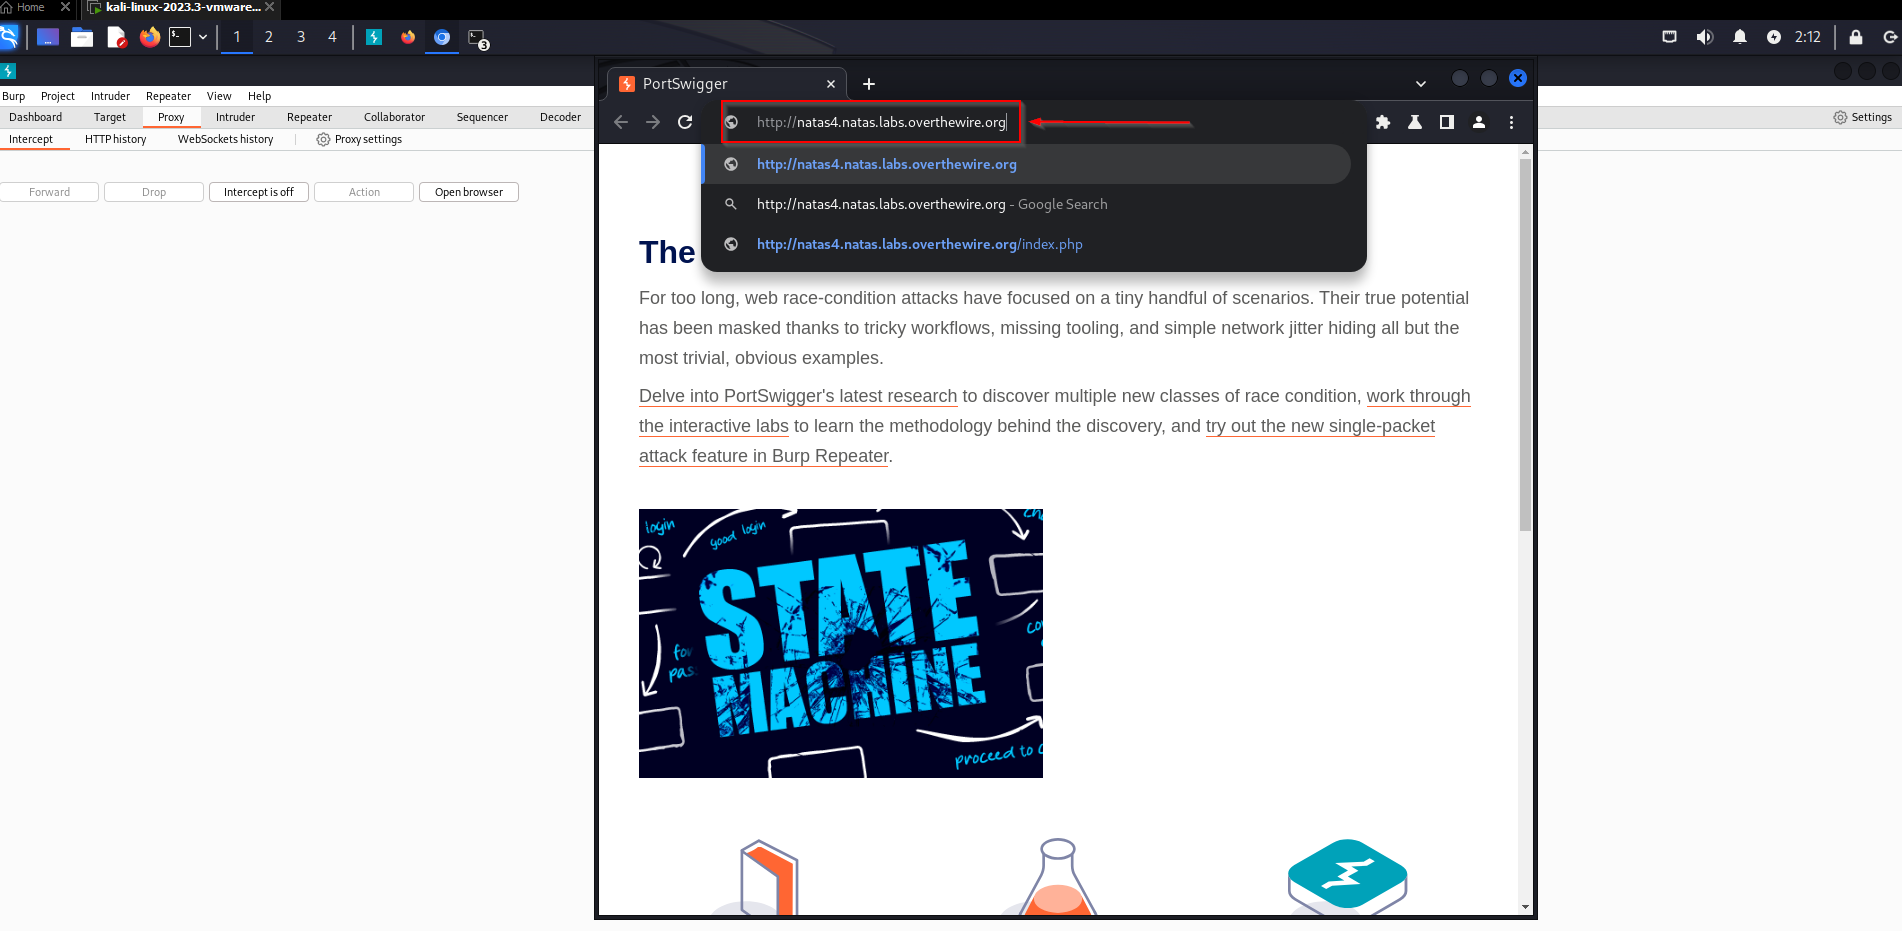 Home
kali-linux-2023.3-vmware...
1 2 3 4
3
2:12
Burp Project Intruder Repeater View Help
Dashboard Target Proxy Intruder Repeater Collaborator Sequencer Decoder
Settings
Intercept HTTP history WebSockets history Proxy settings
Forward Drop Intercept is off Action Open browser
PortSwigger
http://natas4.natas.labs.overthewire.org
http://natas4.natas.labs.overthewire.org
http://natas4.natas.labs.overthewire.org - Google Search
http://natas4.natas.labs.overthewire.org/index.php
The
For too long, web race-condition attacks have focused on a tiny handful of scenarios. Their true potential
has been masked thanks to tricky workflows, missing tooling, and simple network jitter hiding all but the
most trivial, obvious examples.
Delve into PortSwigger's latest research to discover multiple new classes of race condition, work through
the interactive labs to learn the methodology behind the discovery, and try out the new single-packet
attack feature in Burp Repeater.
login
good login
STATE
MACHINE
proceed to